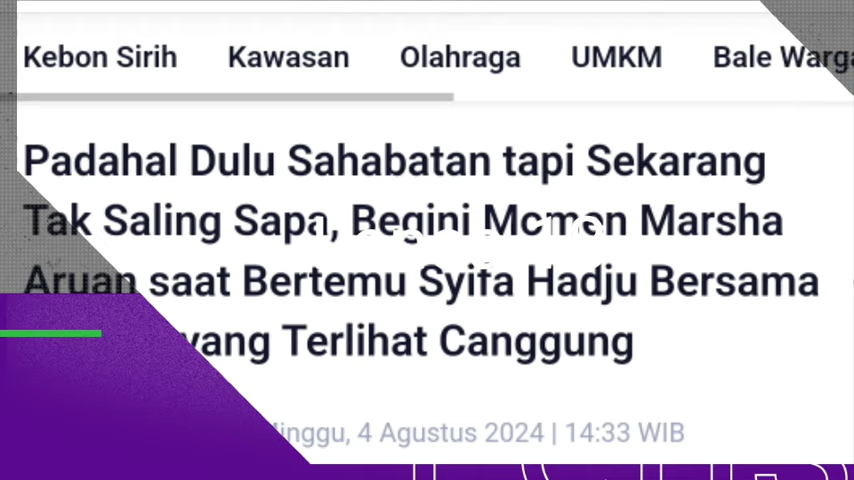 Kebon Sirih Kawasan Olahraga UMKM Bale Warga
Padahal Dulu Sahabatan tapi Sekarang
Tak Saling Sapa, Begini Momen Marsha
Aruan saat Bertemu Syifa Hadju Bersama
yang Terlihat Canggung
Minggu, 4 Agustus 2024 | 14:33 WIB